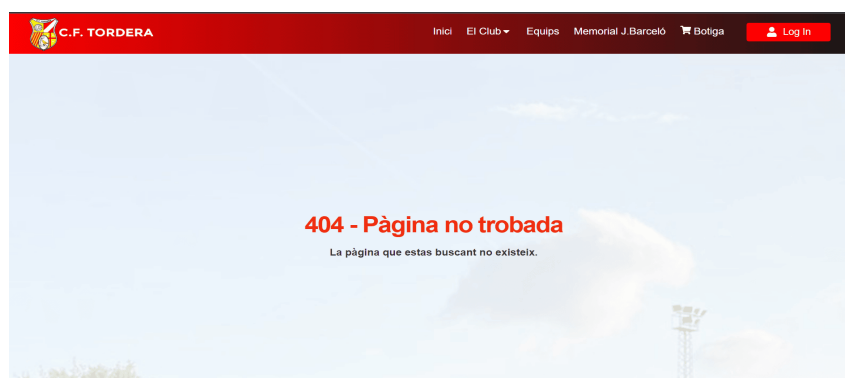 C.F. TORDERA
Inici El Club Equips Memorial J.Barceló Botiga Log In
404 - Pàgina no trobada
La pàgina que estas buscant no existeix.